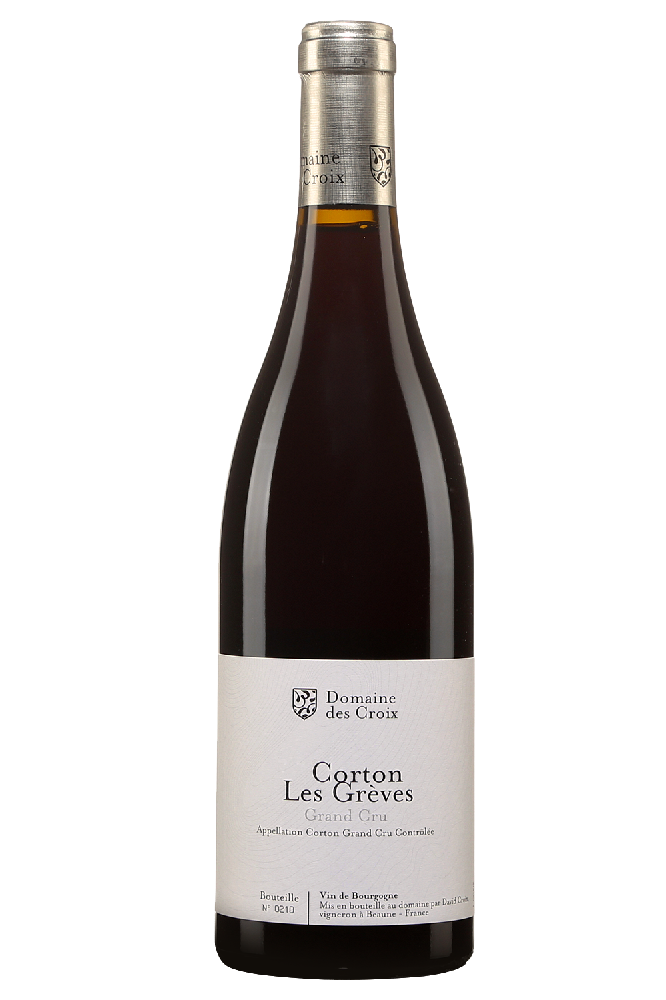 maine
Croix
Domaine
des Croix
Corton
Les Grèves
Grand Cru
Appellation Corton Grand Cru Contrôlée
Bouteille
N° 0210
Vin de Bourgogne
Mis en bouteille au domaine par David Croix,
vigneron à Beaune - France